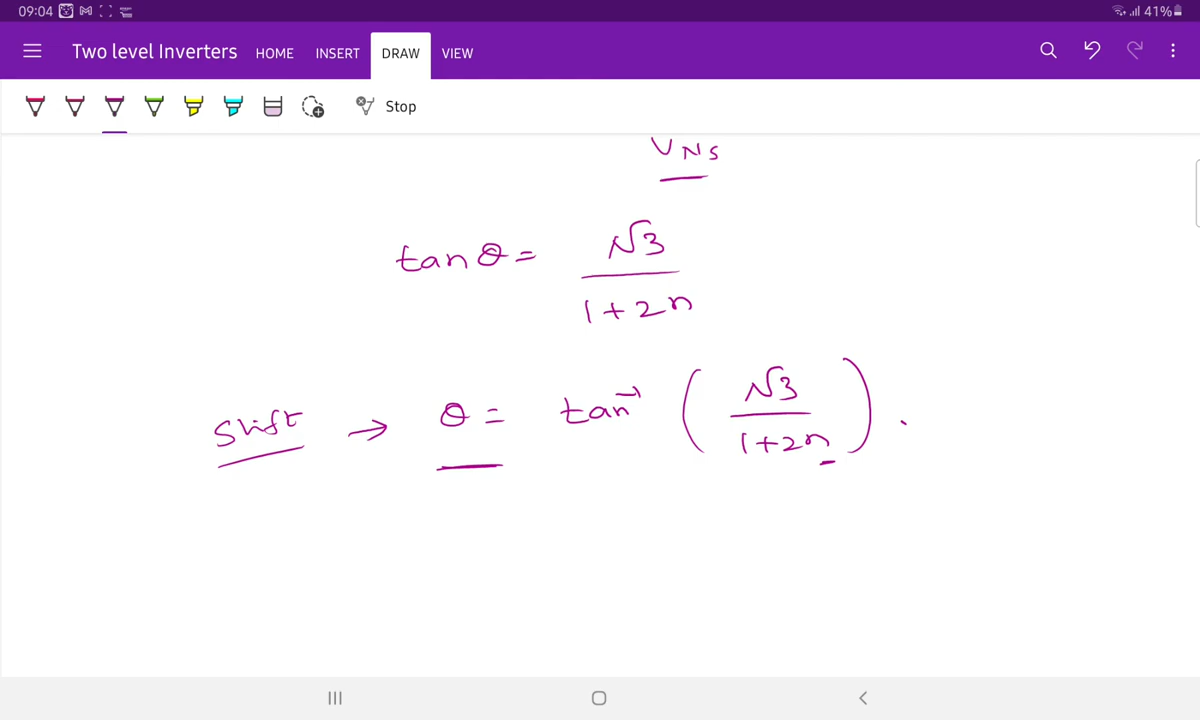 09:04 41%
Two level Inverters HOME INSERT DRAW VIEW
Stop
VNS
tanθ = √3
1+2n
Shift → θ = tan⁻¹ ( √3 ) .
1+2n